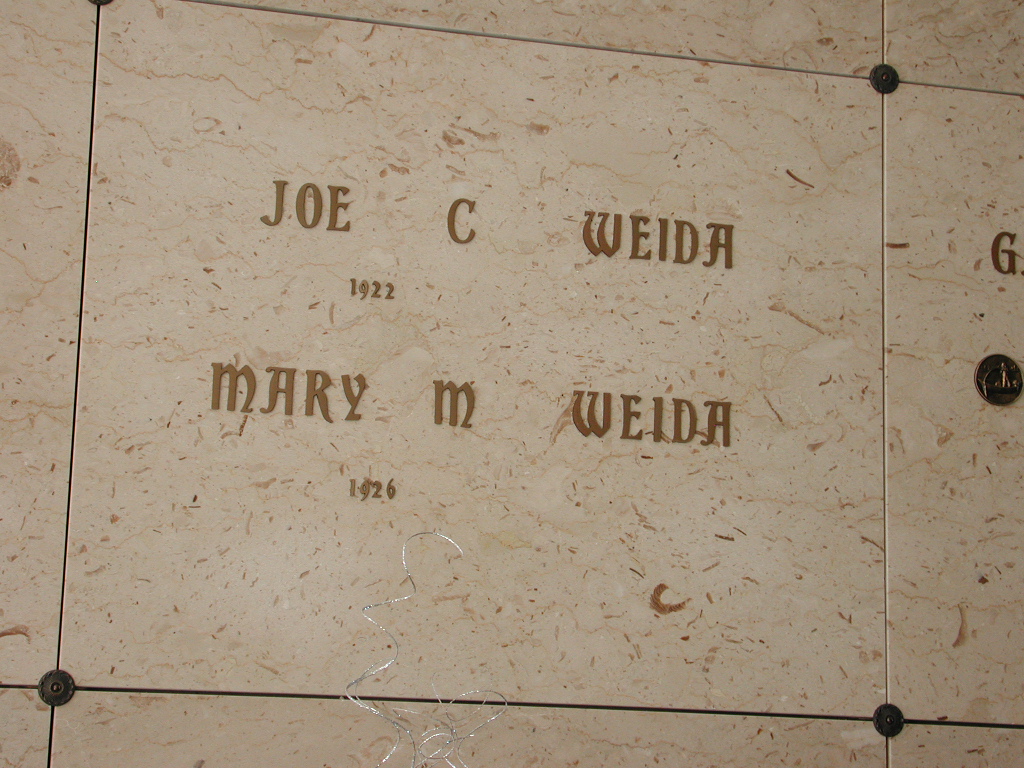 JOE C WEIDA
1922
MARY M WEIDA
1926
G.